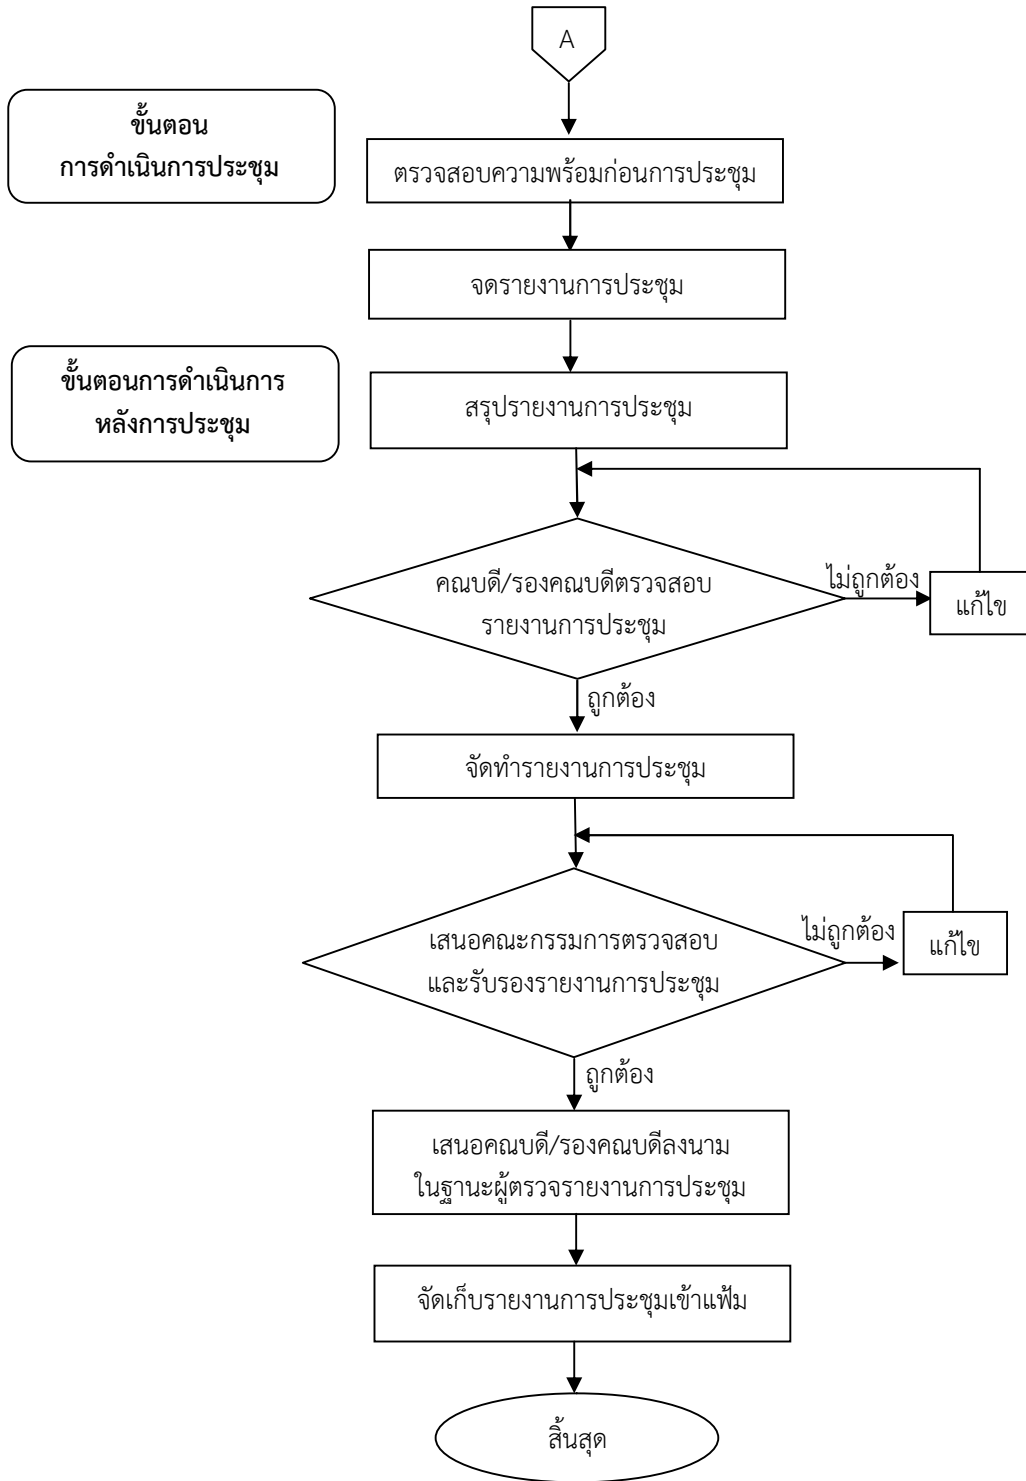 A
ขั้นตอน
การดำเนินการประชุม
ตรวจสอบความพร้อมก่อนการประชุม
จดรายงานการประชุม
ขั้นตอนการดำเนินการ
หลังการประชุม
สรุปรายงานการประชุม
คณบดี/รองคณบดีตรวจสอบ
รายงานการประชุม
ไม่ถูกต้อง
แก้ไข
ถูกต้อง
จัดทำรายงานการประชุม
เสนอคณะกรรมการตรวจสอบ
และรับรองรายงานการประชุม
ไม่ถูกต้อง
แก้ไข
ถูกต้อง
เสนอคณบดี/รองคณบดีลงนาม
ในฐานะผู้ตรวจรายงานการประชุม
จัดเก็บรายงานการประชุมเข้าแฟ้ม
สิ้นสุด